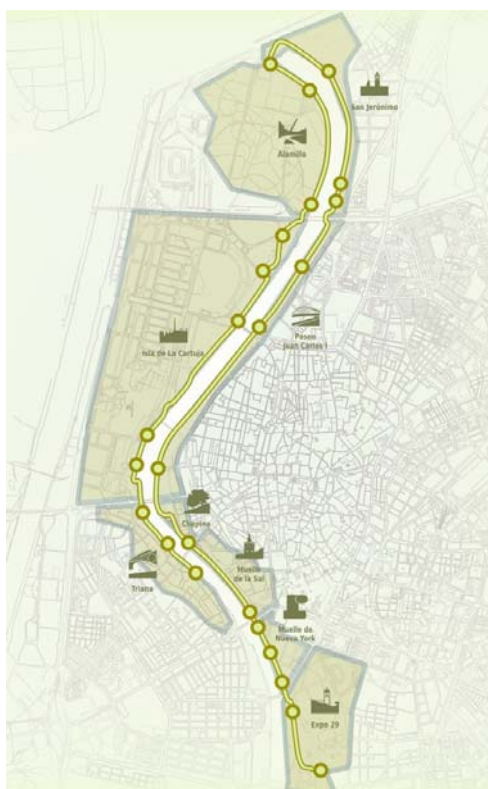 San Jerónimo
Alamillo
Paseo
Juan Carlos I
Isla de La Cartuja
Chapina
Muelle
de la Sal
Triana
Muelle de
Nueva York
Expo 29